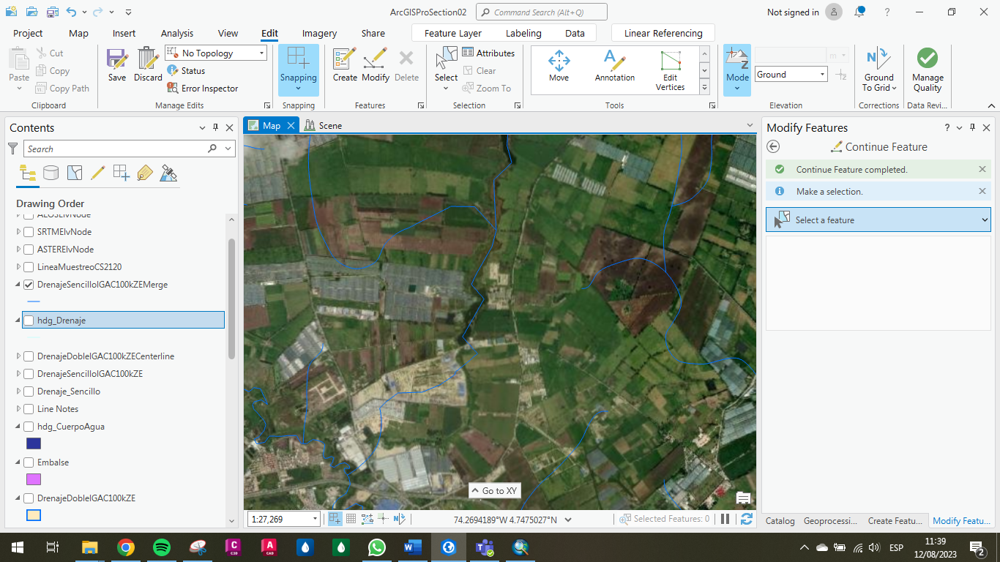 ArcGISProSection02
Command Search (Alt+Q)
Not signed in
?
Project
Map
Insert
Analysis
View
Edit
Imagery
Share
Feature Layer
Labeling
Data
Linear Referencing
Paste
Cut
Copy
Copy Path
Clipboard
Save
Discard
No Topology
Status
Error Inspector
Manage Edits
Snapping
Snapping
Create
Modify
Delete
Features
Select
Attributes
Clear
Zoom To
Selection
Move
Annotation
Edit
Vertices
Tools
Mode
m
Ground
Elevation
Ground
To Grid
Corrections
Manage
Quality
Data Revi...
Contents
Search
Drawing Order
ALOSElvNode
SRTMElvNode
ASTERElvNode
LineaMuestreoCS2120
DrenajeSencilloIGAC100kZEMerge
hdg_Drenaje
DrenajeDobleIGAC100kZECenterline
DrenajeSencilloIGAC100kZE
Drenaje_Sencillo
Line Notes
hdg_CuerpoAgua
Embalse
DrenajeDobleIGAC100kZE
Map
Scene
Go to XY
1:27,269
74.2694189°W 4.7475027°N
Selected Features: 0
Modify Features
?
Continue Feature
Continue Feature completed.
Make a selection.
Select a feature
Catalog
Geoprocessi...
Create Featu...
Modify Featu...
ESP
11:39
12/08/2023
2